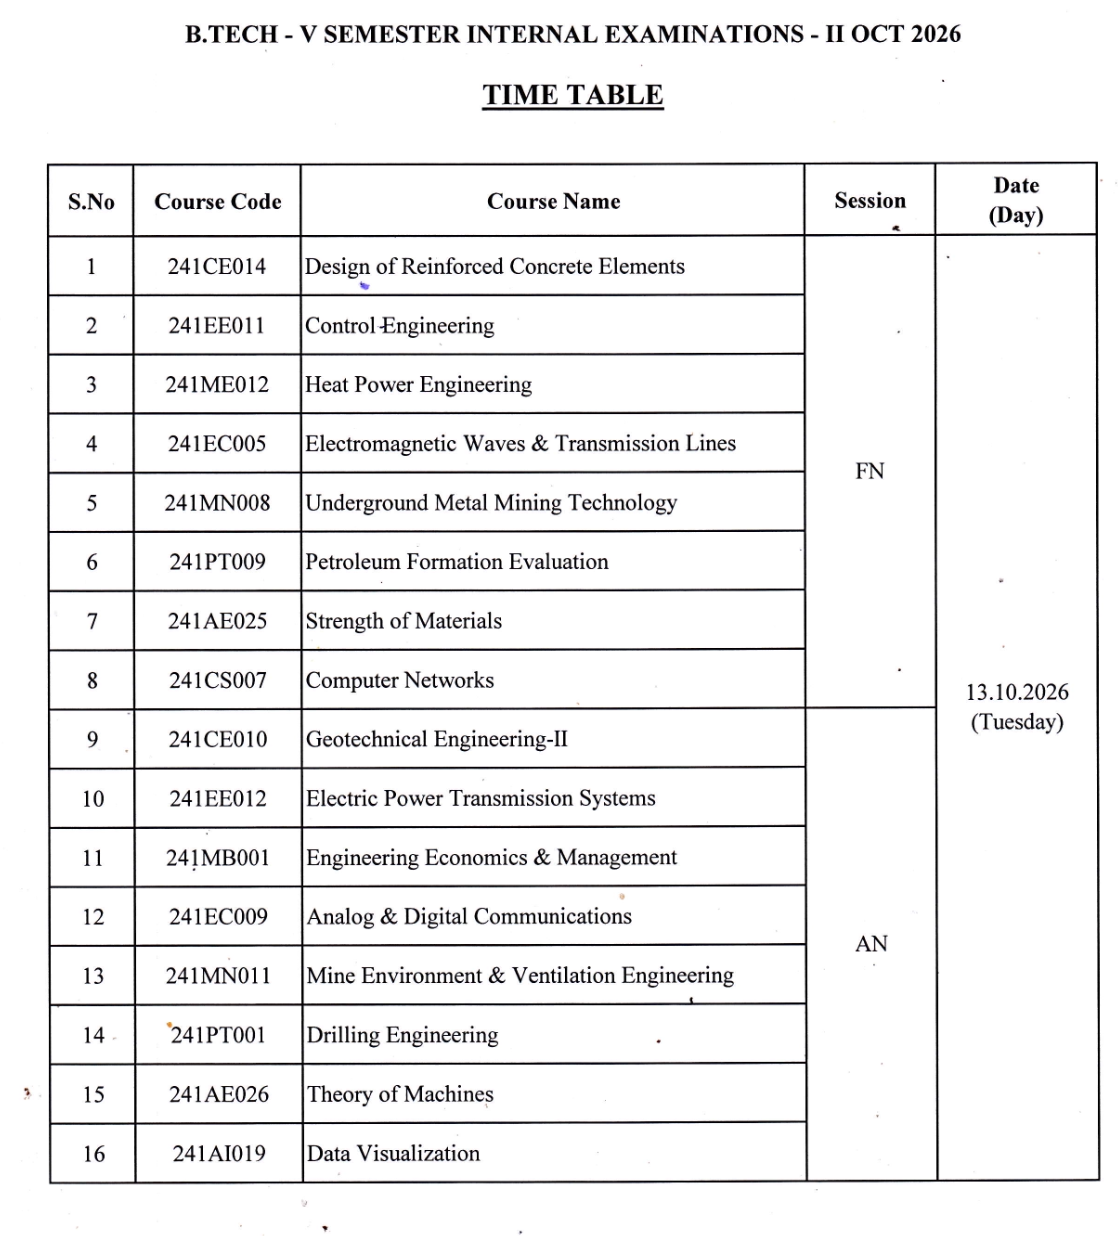 B.TECH - V SEMESTER INTERNAL EXAMINATIONS - II OCT 2026
TIME TABLE
S.No Course Code Course Name Session Date (Day)
1 241CE014 Design of Reinforced Concrete Elements
2 241EE011 Control Engineering
3 241ME012 Heat Power Engineering
4 241EC005 Electromagnetic Waves & Transmission Lines
FN
5 241MN008 Underground Metal Mining Technology
6 241PT009 Petroleum Formation Evaluation
7 241AE025 Strength of Materials
8 241CS007 Computer Networks
13.10.2026
(Tuesday)
9 241CE010 Geotechnical Engineering-II
10 241EE012 Electric Power Transmission Systems
11 241MB001 Engineering Economics & Management
12 241EC009 Analog & Digital Communications
AN
13 241MN011 Mine Environment & Ventilation Engineering
14 241PT001 Drilling Engineering
15 241AE026 Theory of Machines
16 241AI019 Data Visualization